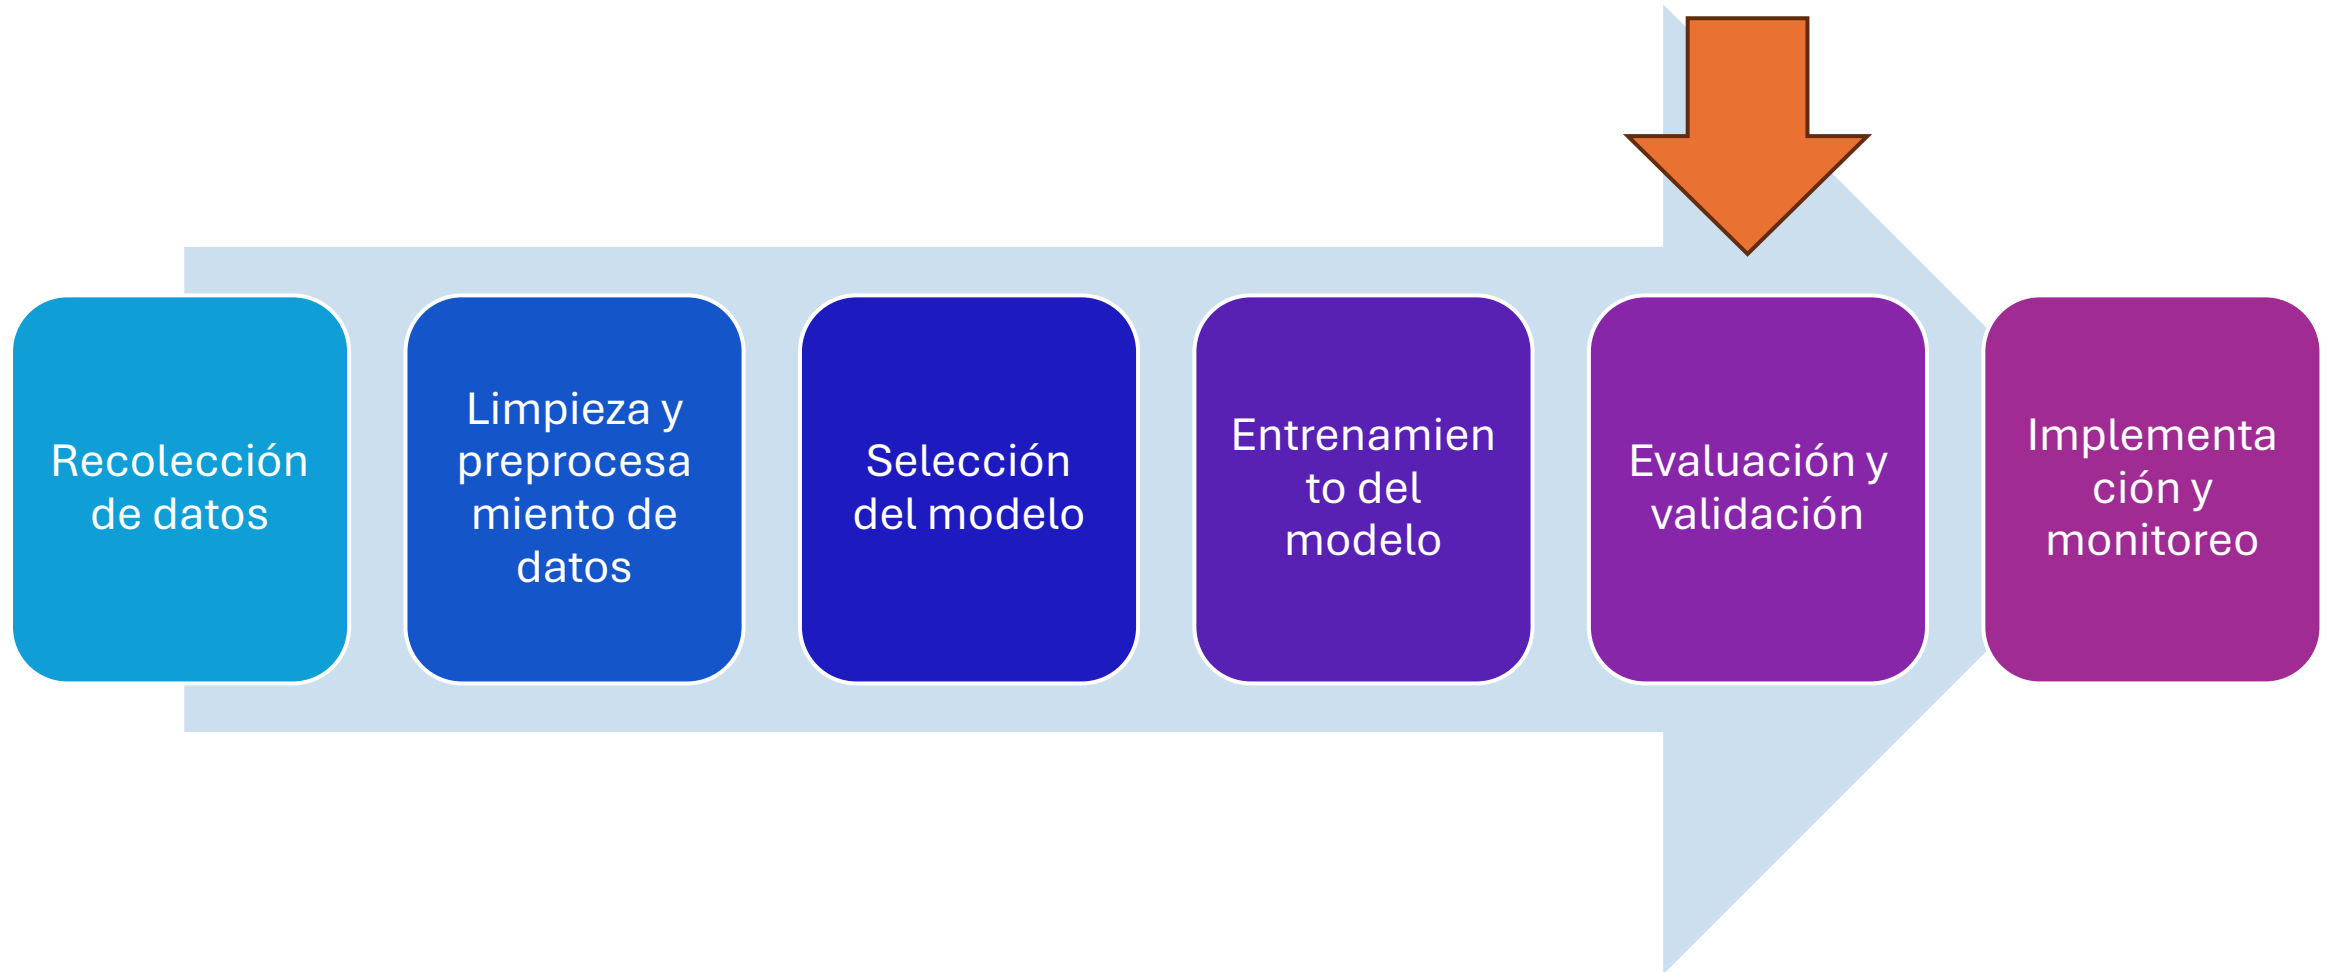 Recolección
de datos
Limpieza y
preprocesa
miento de
datos
Selección
del modelo
Entrenamien
to del
modelo
Evaluación y
validación
Implementa
ción y
monitoreo